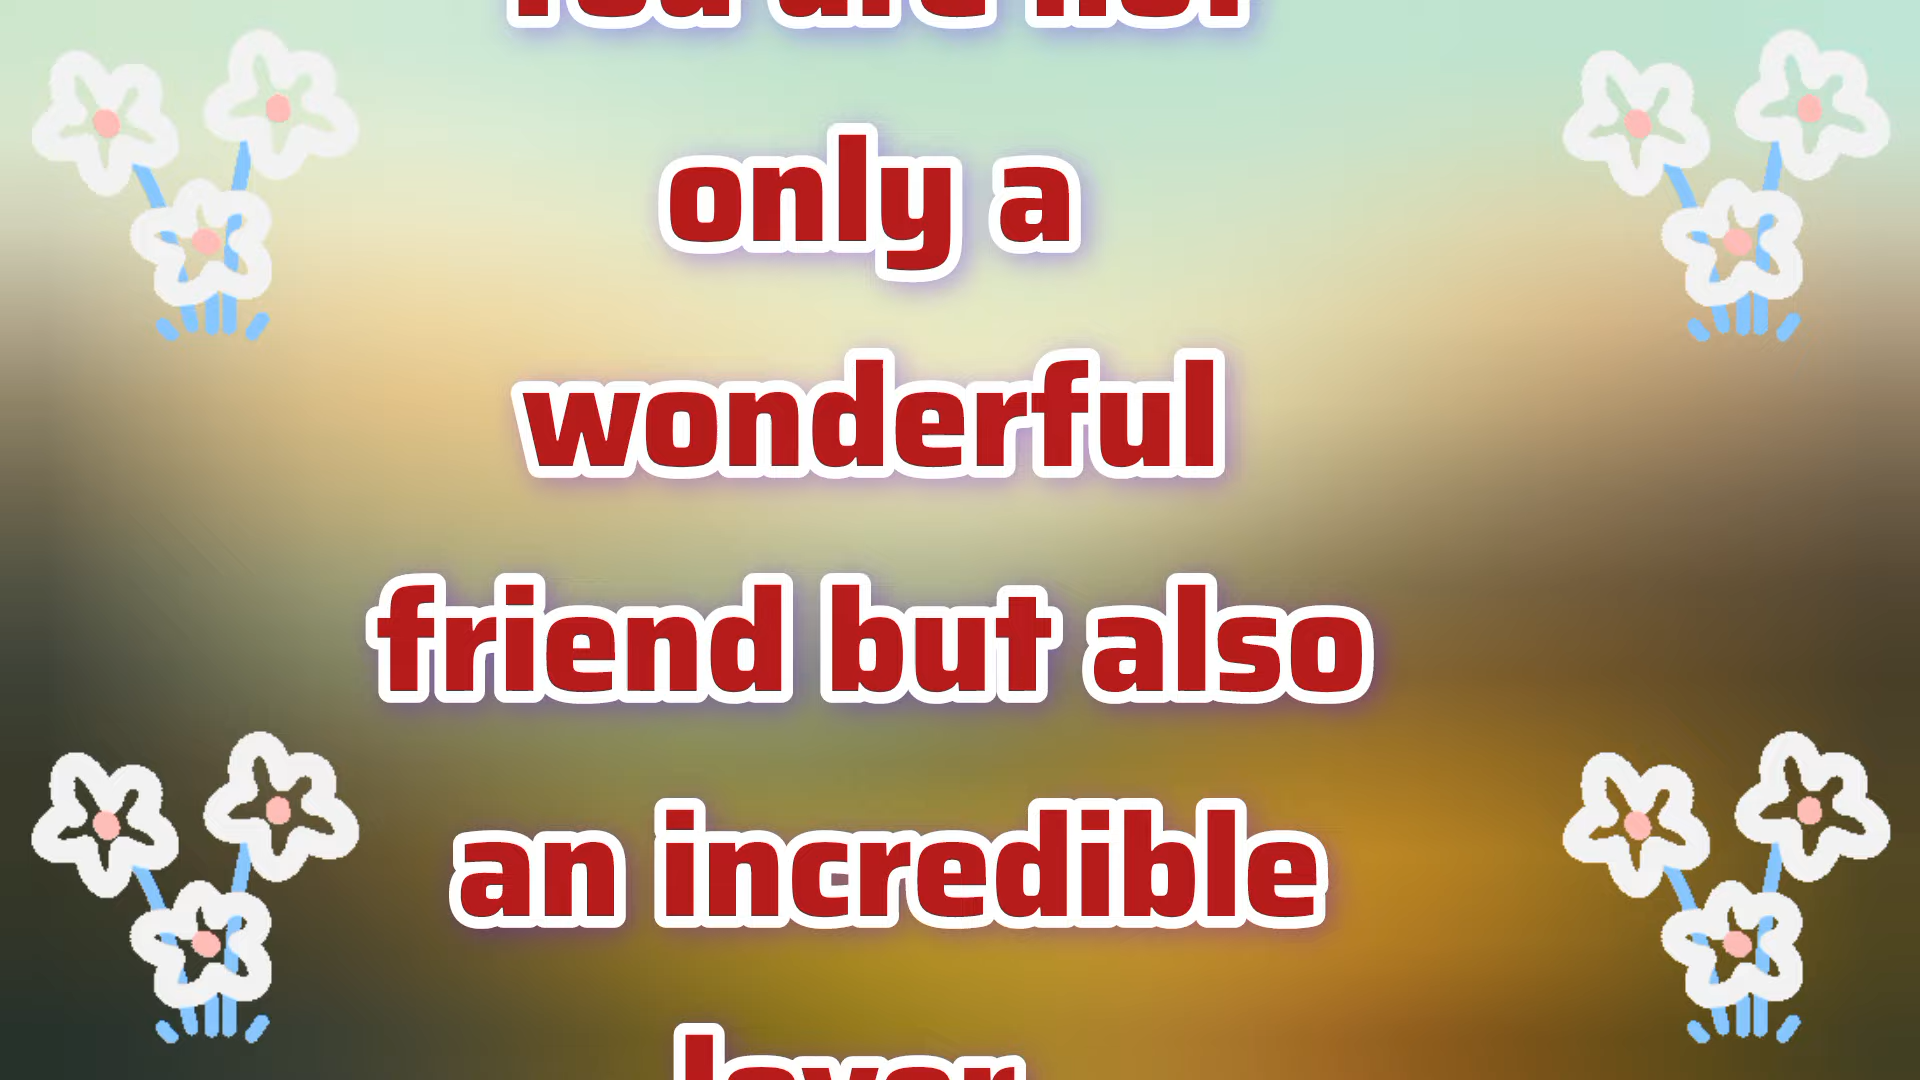 You are not
only a
wonderful
friend but also
an incredible
lover